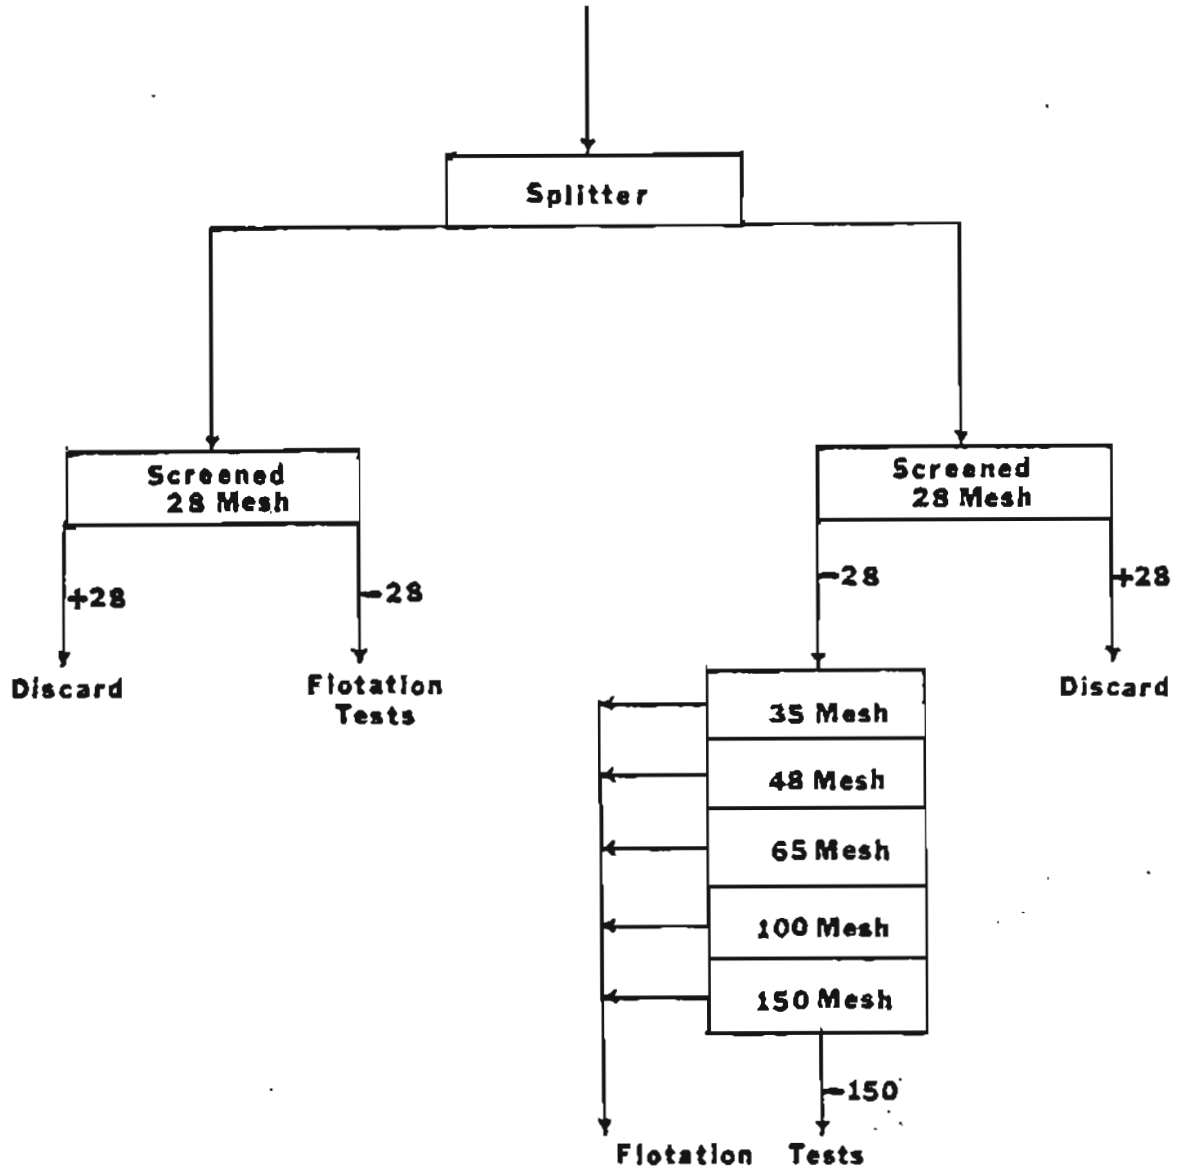 Splitter
Screened
28 Mesh
Screened
28 Mesh
+28
-28
-28
+28
Discard
Flotation
Tests
Discard
35 Mesh
48 Mesh
65 Mesh
100 Mesh
150 Mesh
-150
Flotation Tests